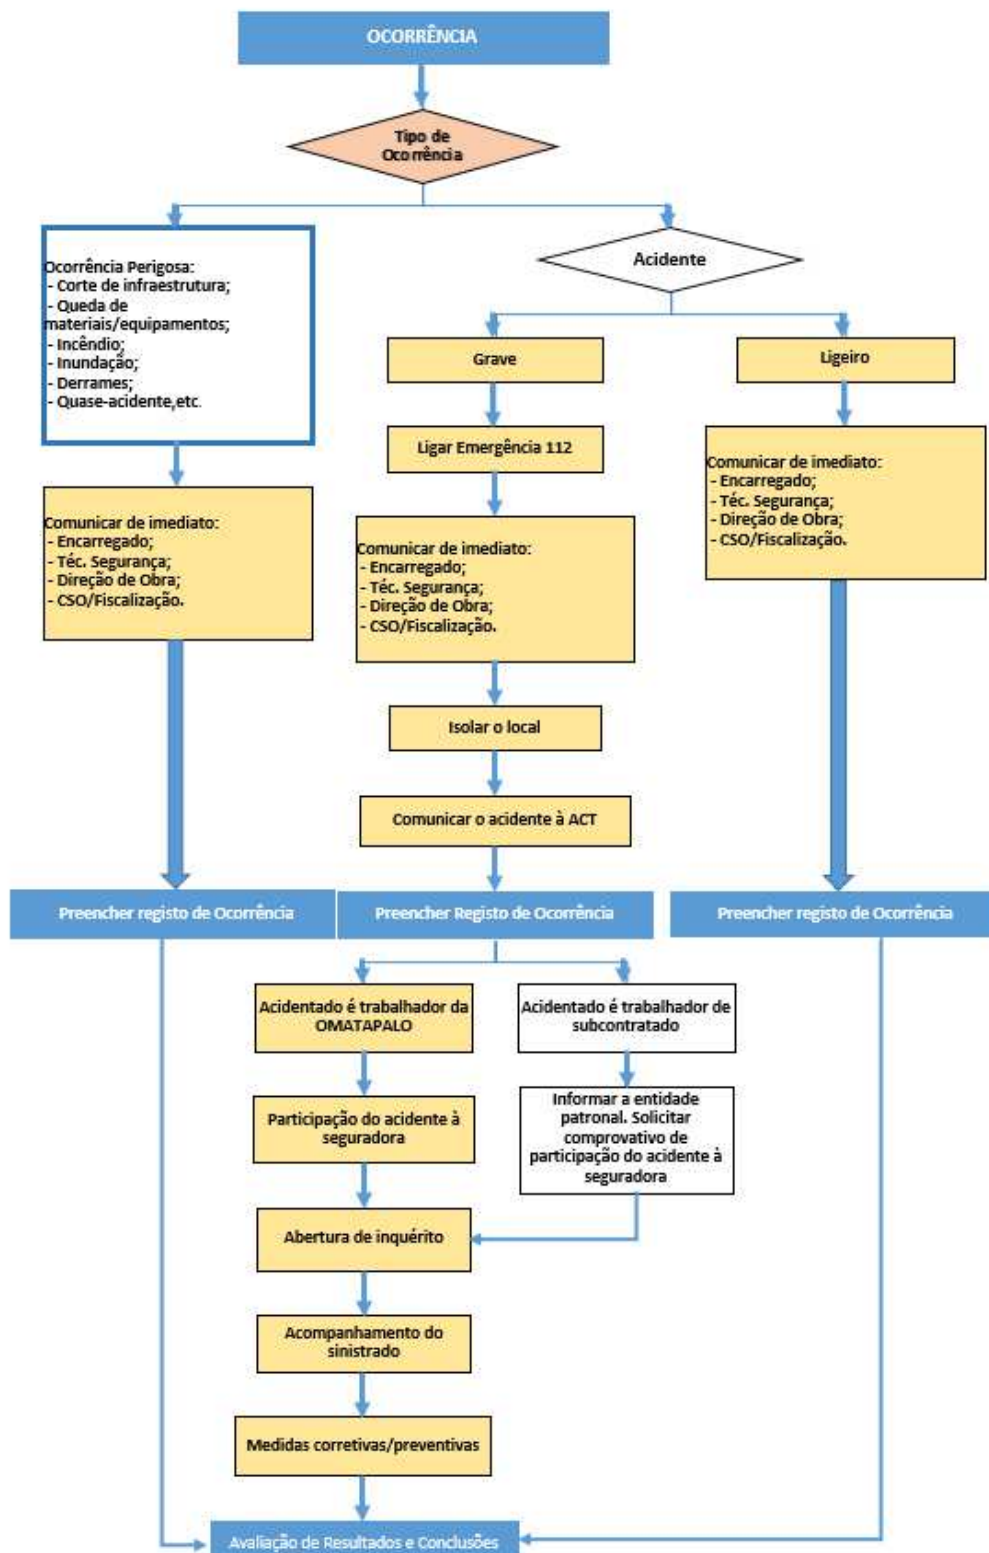 OCORRÊNCIA
Tipo de
Ocorrência
Ocorrência Perigosa:
- Corte de infraestrutura;
- Queda de
materiais/equipamentos;
- Incêndio;
- Inundação;
- Derrames;
- Quase-acidente,etc.
Acidente
Grave
Ligeiro
Ligar Emergência 112
Comunicar de imediato:
- Encarregado;
- Téc. Segurança;
- Direção de Obra;
- CSO/Fiscalização.
Comunicar de imediato:
- Encarregado;
- Téc. Segurança;
- Direção de Obra;
- CSO/Fiscalização.
Comunicar de imediato:
- Encarregado;
- Téc. Segurança;
- Direção de Obra;
- CSO/Fiscalização.
Isolar o local
Comunicar o acidente à ACT
Preencher registo de Ocorrência
Preencher Registo de Ocorrência
Preencher registo de Ocorrência
Acidentado é trabalhador da
OMATAPALO
Acidentado é trabalhador de
subcontratado
Participação do acidente à
seguradora
Informar a entidade
patronal. Solicitar
comprovativo de
participação do acidente à
seguradora
Abertura de inquérito
Acompanhamento do
sinistrado
Medidas corretivas/preventivas
Avaliação de Resultados e Conclusões